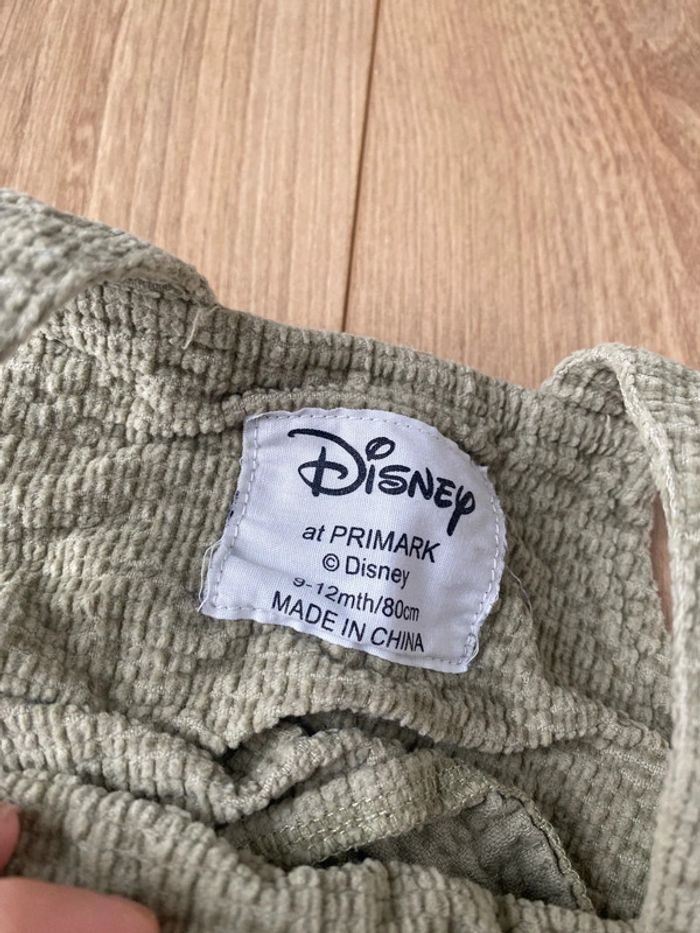 Disney
at PRIMARK
© Disney
9-12mth/80cm
MADE IN CHINA